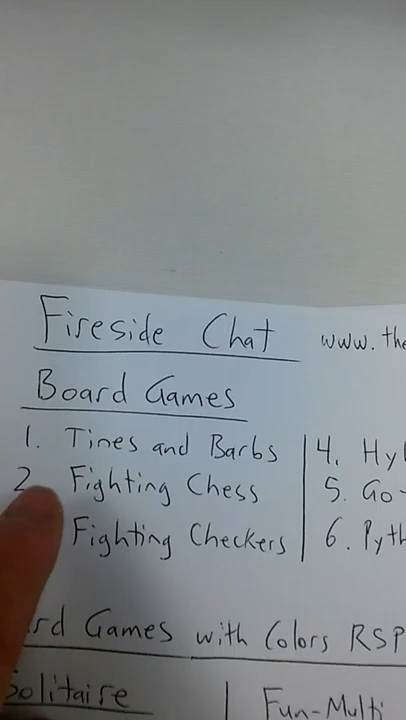 Fireside Chat www.the
Board Games
1. Tines and Barbs
2 Fighting Chess
Fighting Checkers
4. Hyl
5. Go-
6. Pyth
rd Games with Colors RSP
Solitaire
Fun-Multi